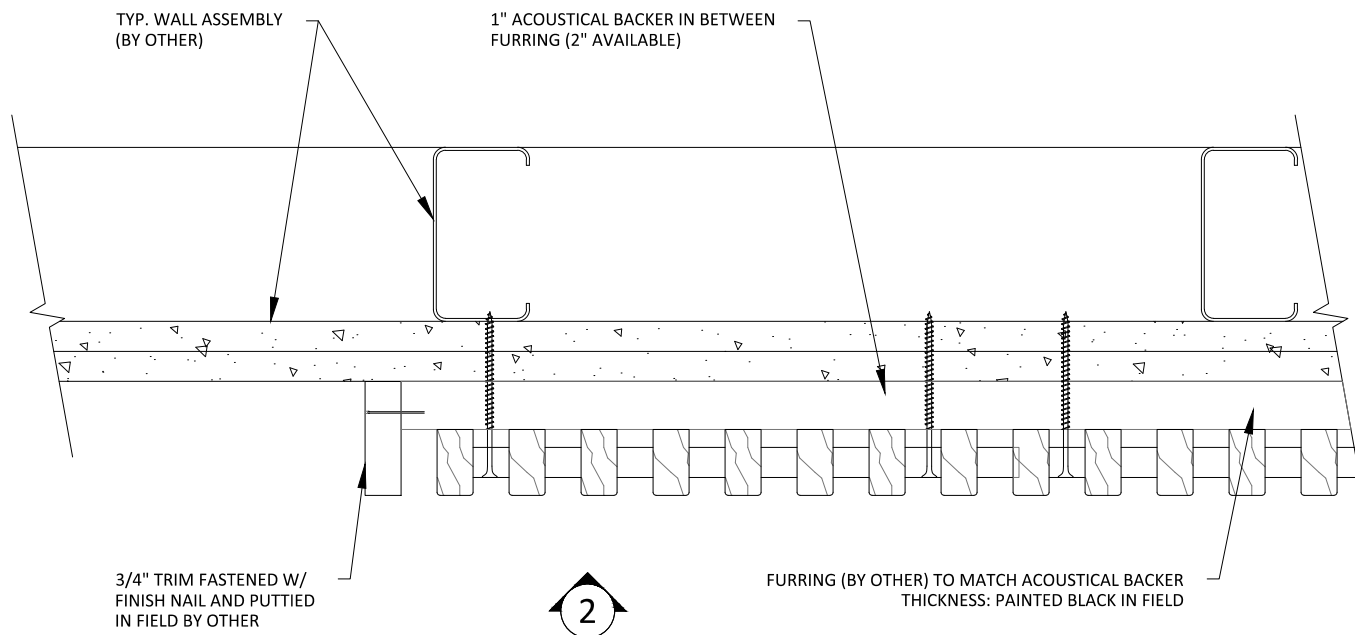 TYP. WALL ASSEMBLY
(BY OTHER)
1" ACOUSTICAL BACKER IN BETWEEN
FURRING (2" AVAILABLE)
3/4" TRIM FASTENED W/
FINISH NAIL AND PUTTIED
IN FIELD BY OTHER
2
FURRING (BY OTHER) TO MATCH ACOUSTICAL BACKER
THICKNESS: PAINTED BLACK IN FIELD